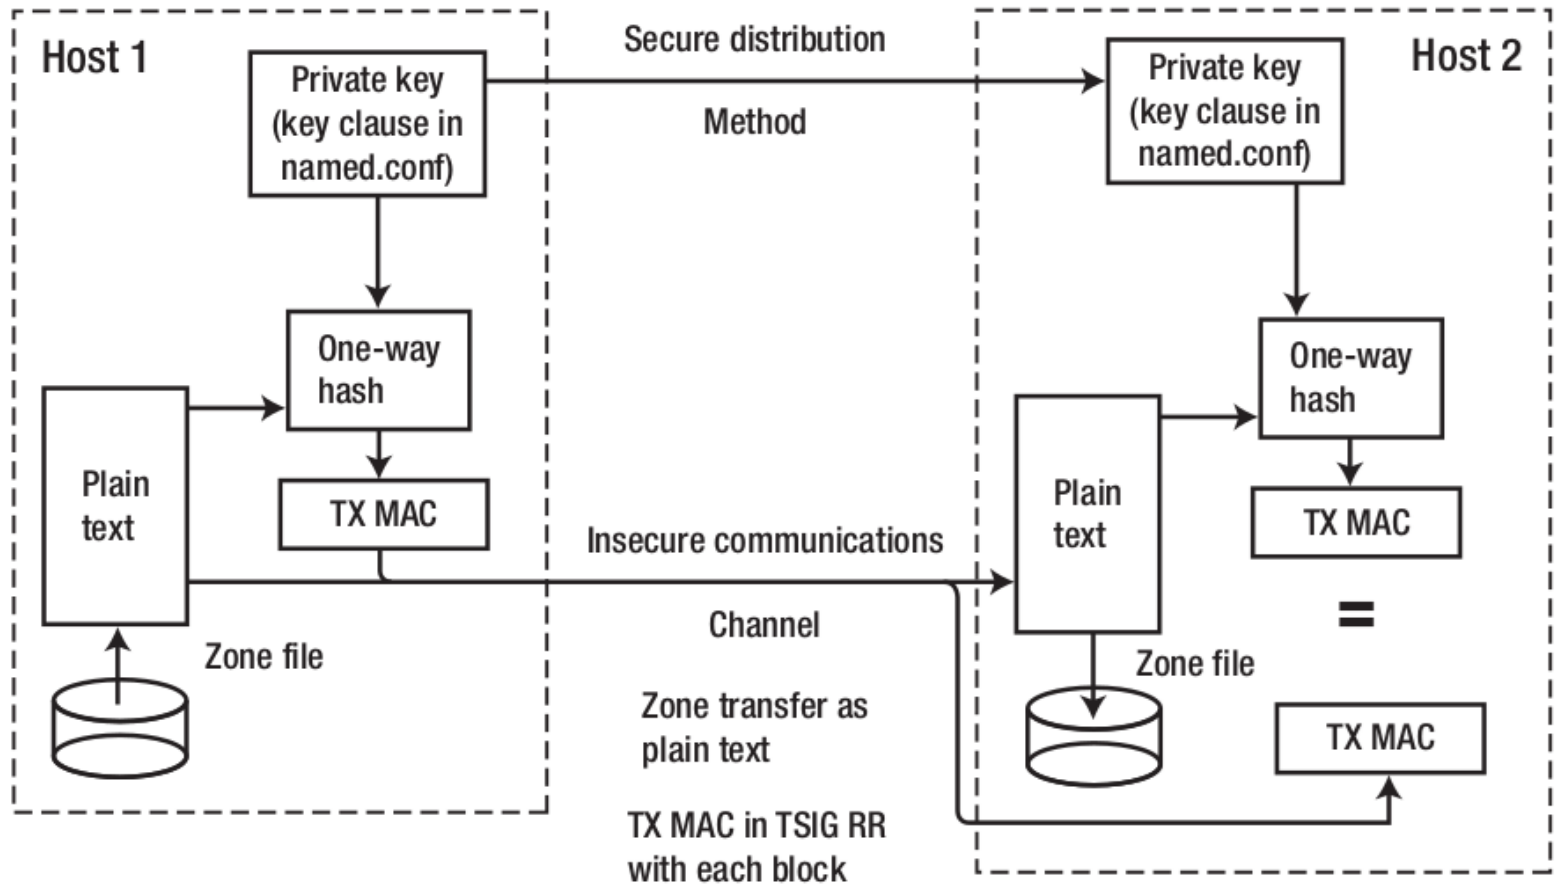 Host 1
Private key
(key clause in
named.conf)
Secure distribution
Method
Private key
(key clause in
named.conf)
Host 2
One-way
hash
Plain
text
TX MAC
Zone file
Insecure communications
Channel
Zone transfer as
plain text
TX MAC in TSIG RR
with each block
One-way
hash
Plain
text
TX MAC
=
Zone file
TX MAC